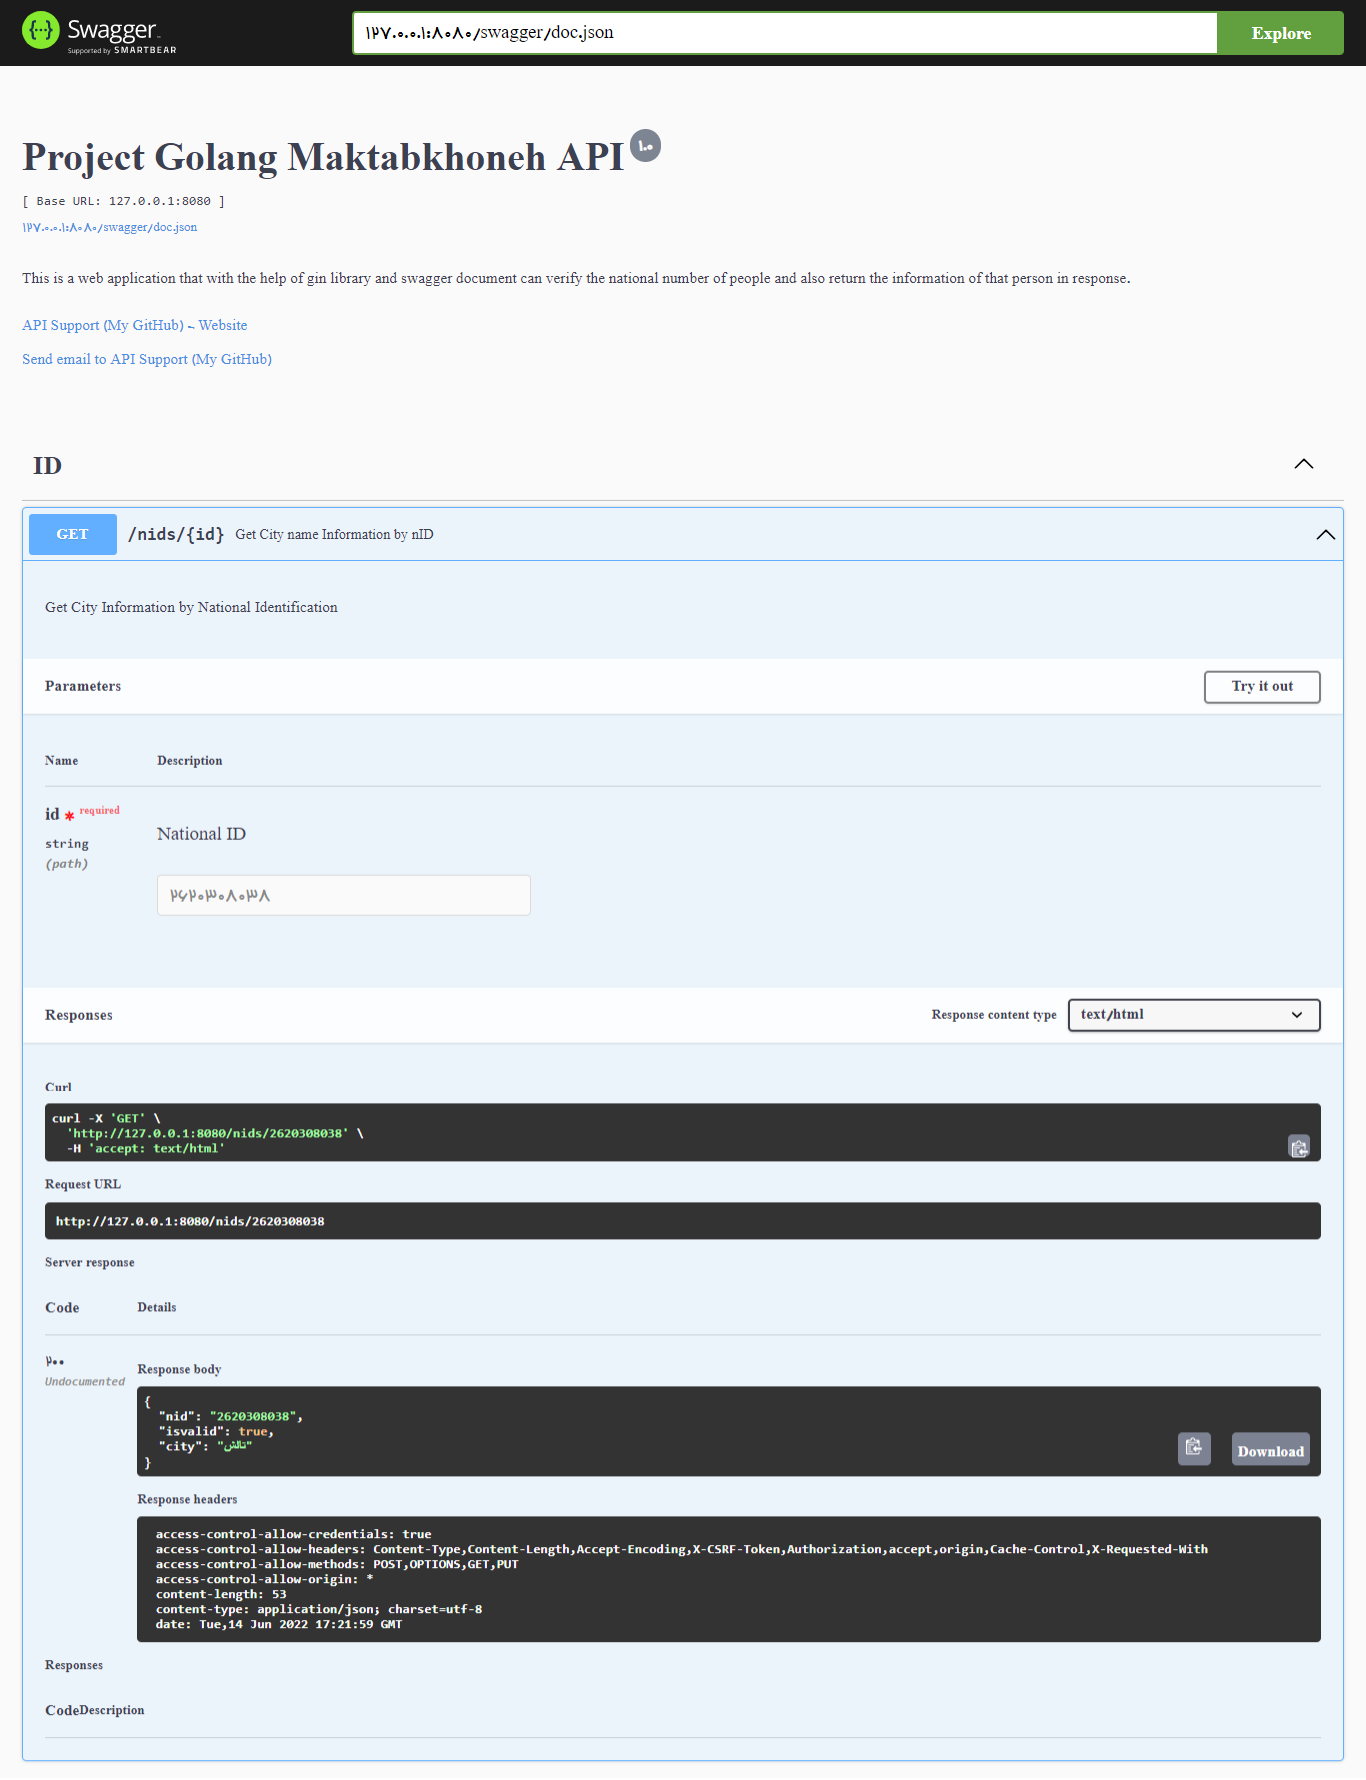 Swagger
Supported by SMARTBEAR
۱۲۷.۰.۰.۱:۸۰۸۰/swagger/doc.json
Explore
Project Golang Maktabkhoneh API ۱.۰
[ Base URL: 127.0.0.1:8080 ]
۱۲۷.۰.۰.۱:۸۰۸۰/swagger/doc.json
This is a web application that with the help of gin library and swagger document can verify the national number of people and also return the information of that person in response.
API Support (My GitHub) - Website
Send email to API Support (My GitHub)
ID
GET /nids/{id} Get City name Information by nID
Get City Information by National Identification
Parameters
Try it out
Name Description
id * required
string
(path)
National ID
۲۶۲۰۳۰۸۰۳۸
Responses
Response content type
text/html
Curl
curl -X 'GET' \
'http://127.0.0.1:8080/nids/2620308038' \
-H 'accept: text/html'
Request URL
http://127.0.0.1:8080/nids/2620308038
Server response
Code Details
۲۰۰
Undocumented
Response body
{
"nid": "2620308038",
"isvalid": true,
"city": "تالش"
}
Download
Response headers
access-control-allow-credentials: true
access-control-allow-headers: Content-Type,Content-Length,Accept-Encoding,X-CSRF-Token,Authorization,accept,origin,Cache-Control,X-Requested-With
access-control-allow-methods: POST,OPTIONS,GET,PUT
access-control-allow-origin: *
content-length: 53
content-type: application/json; charset=utf-8
date: Tue,14 Jun 2022 17:21:59 GMT
Responses
Code Description